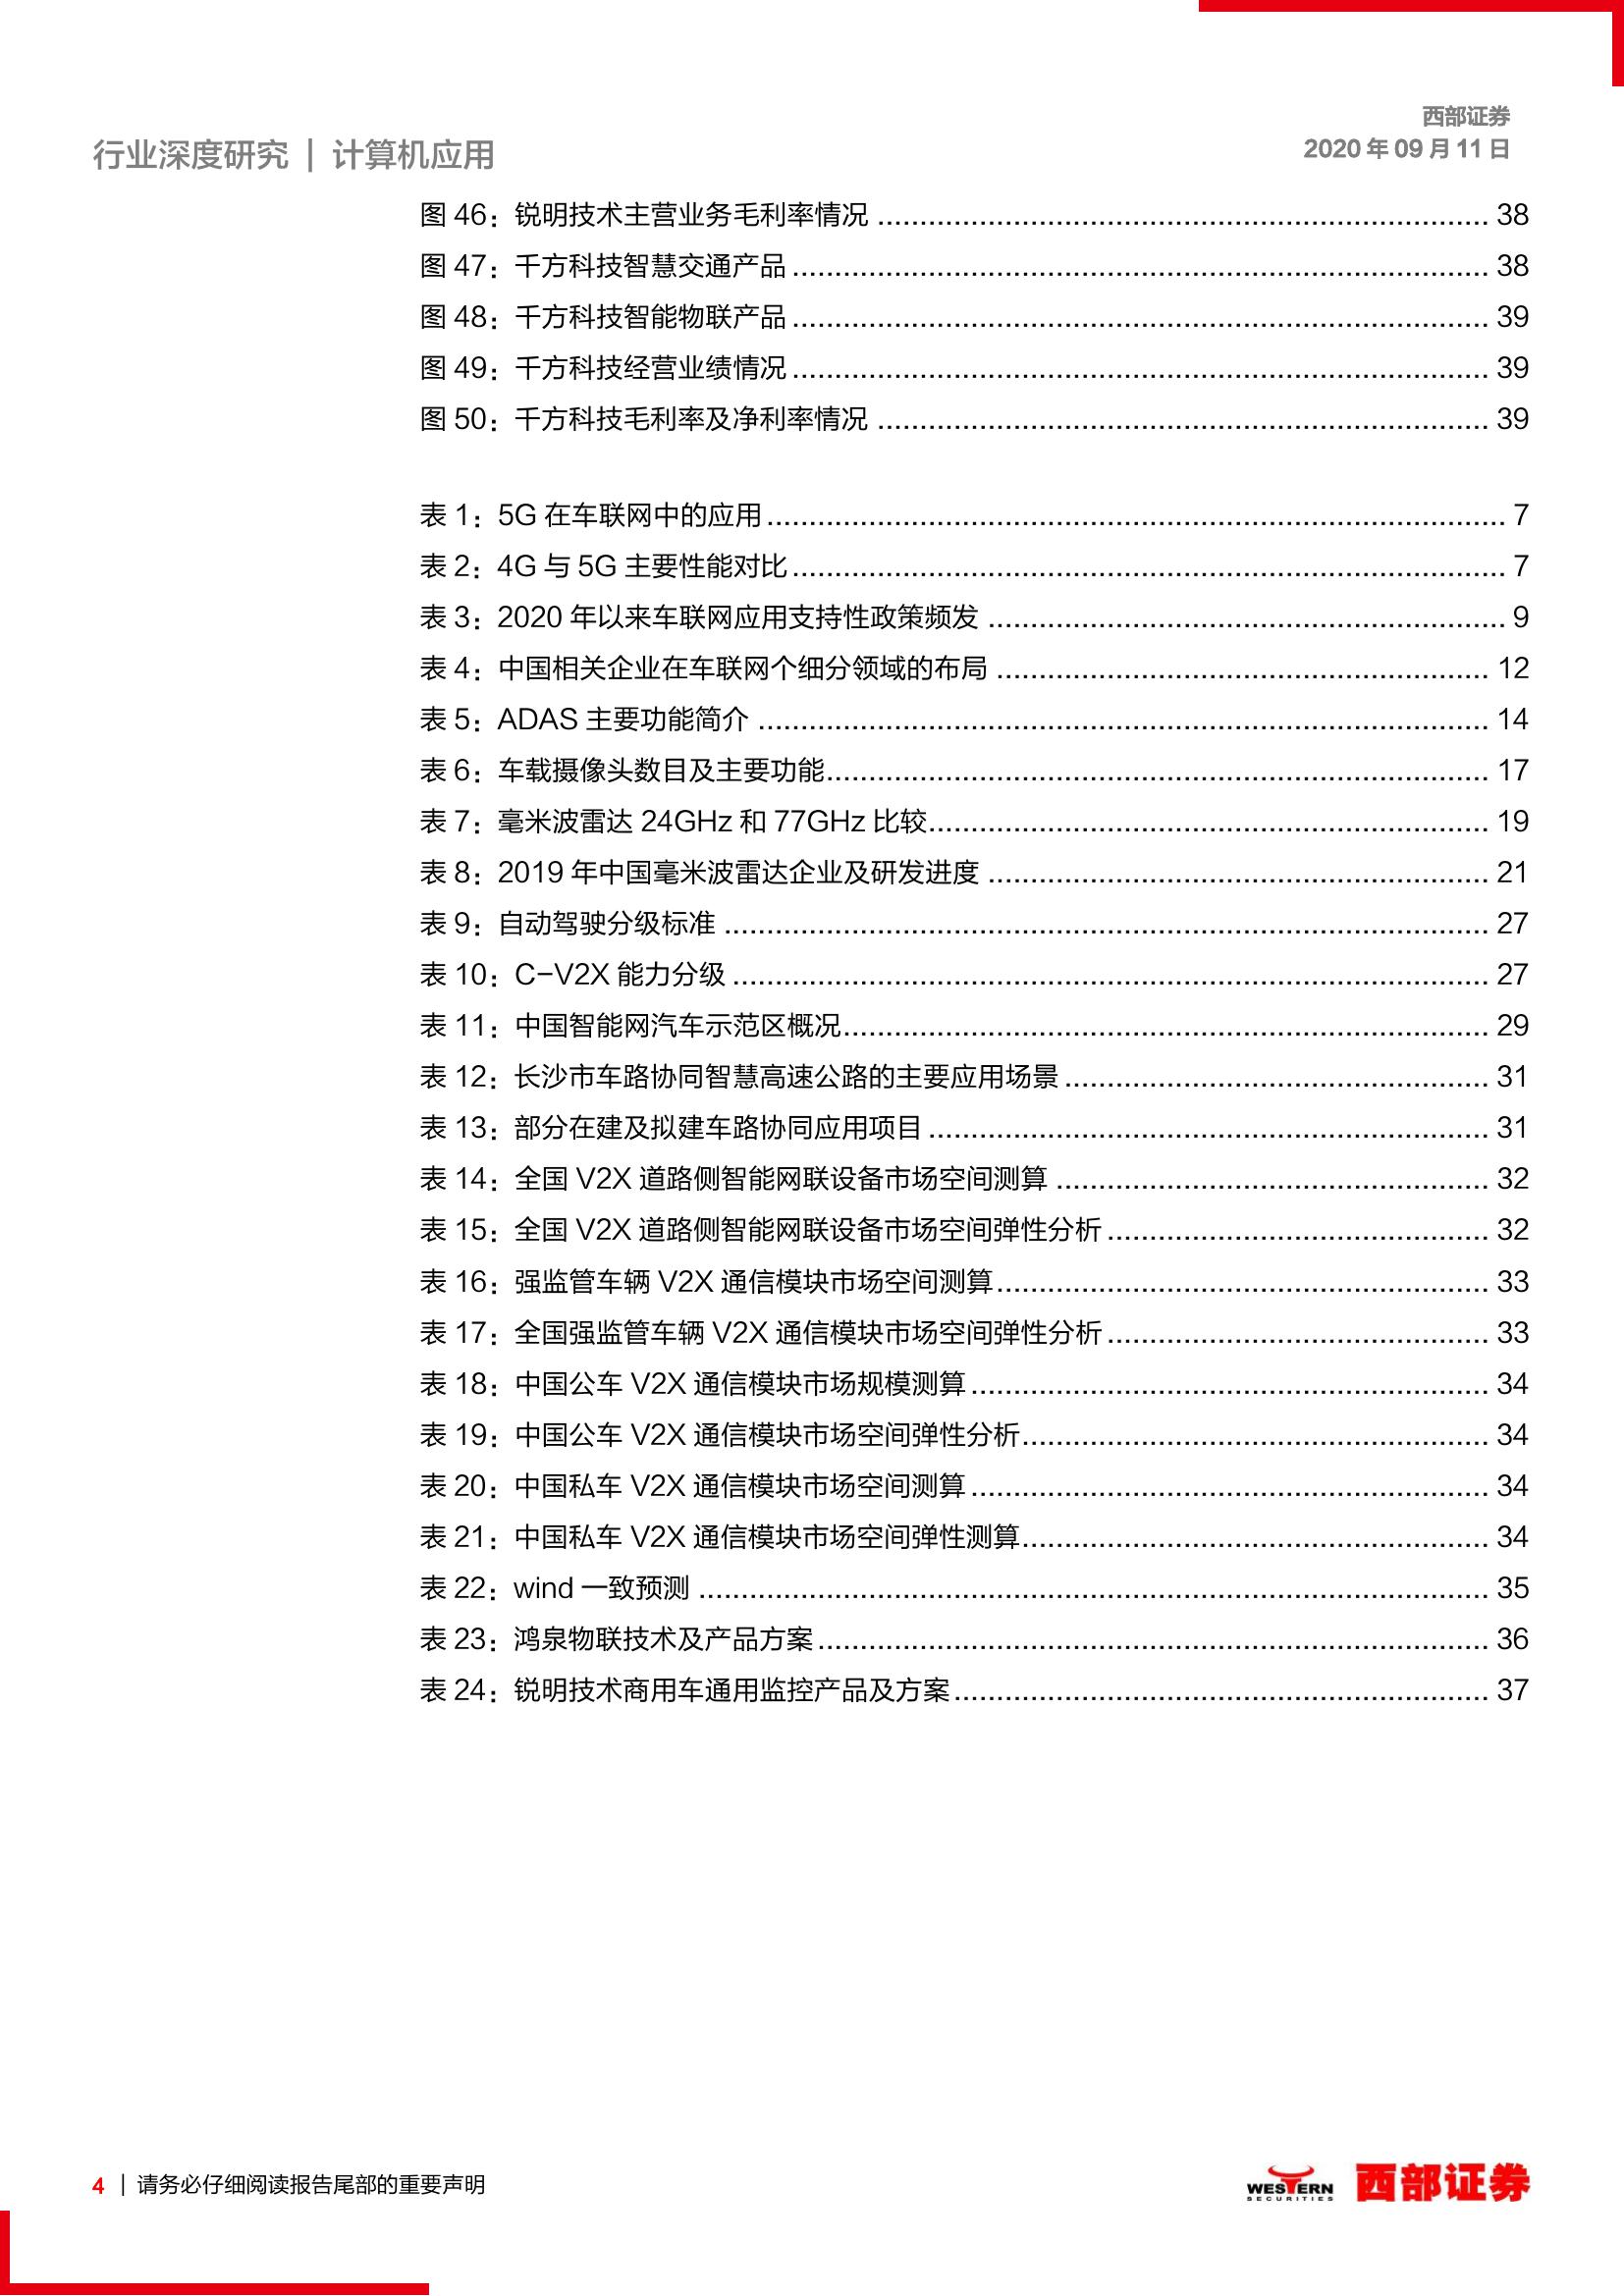 西部证券
行业深度研究 | 计算机应用
2020 年 09 月 11 日
图 46：锐明技术主营业务毛利率情况 ........ 38
图 47：千方科技智慧交通产品 ........ 38
图 48：千方科技智能物联产品 ........ 39
图 49：千方科技经营业绩情况 ........ 39
图 50：千方科技毛利率及净利率情况 ........ 39
表 1：5G 在车联网中的应用 ........ 7
表 2：4G 与 5G 主要性能对比 ........ 7
表 3：2020 年以来车联网应用支持性政策频发 ........ 9
表 4：中国相关企业在车联网个细分领域的布局 ........ 12
表 5：ADAS 主要功能简介 ........ 14
表 6：车载摄像头数目及主要功能 ........ 17
表 7：毫米波雷达 24GHz 和 77GHz 比较 ........ 19
表 8：2019 年中国毫米波雷达企业及研发进度 ........ 21
表 9：自动驾驶分级标准 ........ 27
表 10：C-V2X 能力分级 ........ 27
表 11：中国智能网汽车示范区概况 ........ 29
表 12：长沙市车路协同智慧高速公路的主要应用场景 ........ 31
表 13：部分在建及拟建车路协同应用项目 ........ 31
表 14：全国 V2X 道路侧智能网联设备市场空间测算 ........ 32
表 15：全国 V2X 道路侧智能网联设备市场空间弹性分析 ........ 32
表 16：强监管车辆 V2X 通信模块市场空间测算 ........ 33
表 17：全国强监管车辆 V2X 通信模块市场空间弹性分析 ........ 33
表 18：中国公车 V2X 通信模块市场规模测算 ........ 34
表 19：中国公车 V2X 通信模块市场空间弹性分析 ........ 34
表 20：中国私车 V2X 通信模块市场空间测算 ........ 34
表 21：中国私车 V2X 通信模块市场空间弹性测算 ........ 34
表 22：wind 一致预测 ........ 35
表 23：鸿泉物联技术及产品方案 ........ 36
表 24：锐明技术商用车通用监控产品及方案 ........ 37
4 | 请务必仔细阅读报告尾部的重要声明
WESTERN
SECURITIES
西部证券